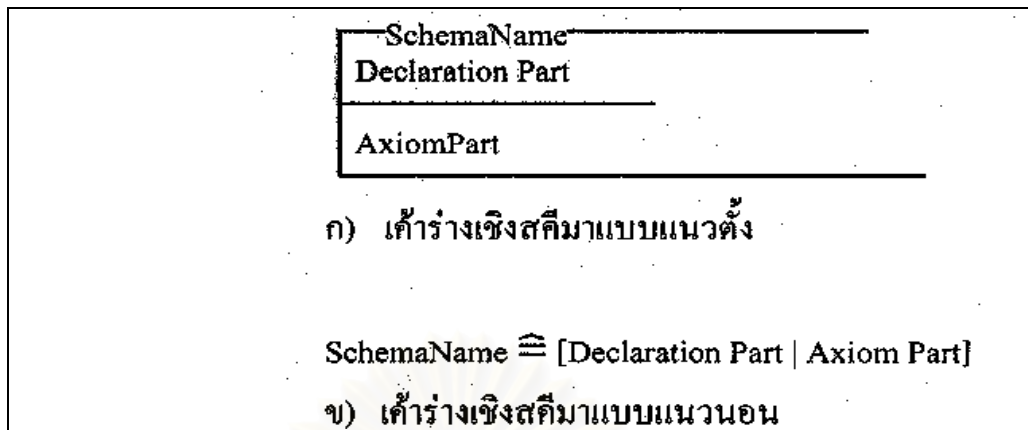 SchemaName
Declaration Part
AxiomPart
ก) เค้าร่างเชิงสคีมาแบบแนวตั้ง
SchemaName ≙ [Declaration Part | Axiom Part]
ข) เค้าร่างเชิงสคีมาแบบแนวนอน